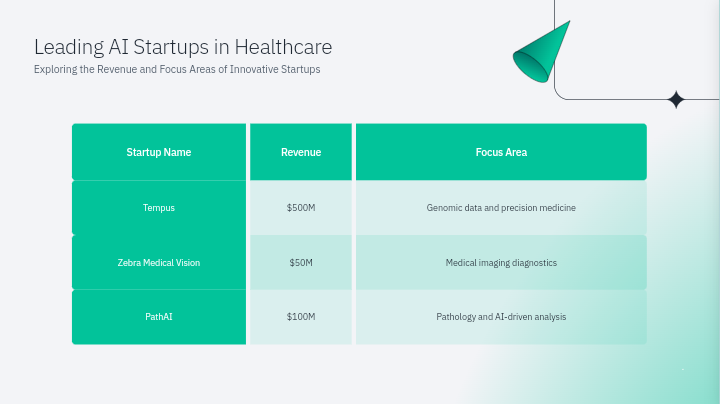 Leading AI Startups in Healthcare
Exploring the Revenue and Focus Areas of Innovative Startups
Startup Name Revenue Focus Area
Tempus $500M Genomic data and precision medicine
Zebra Medical Vision $50M Medical imaging diagnostics
PathAI $100M Pathology and AI-driven analysis